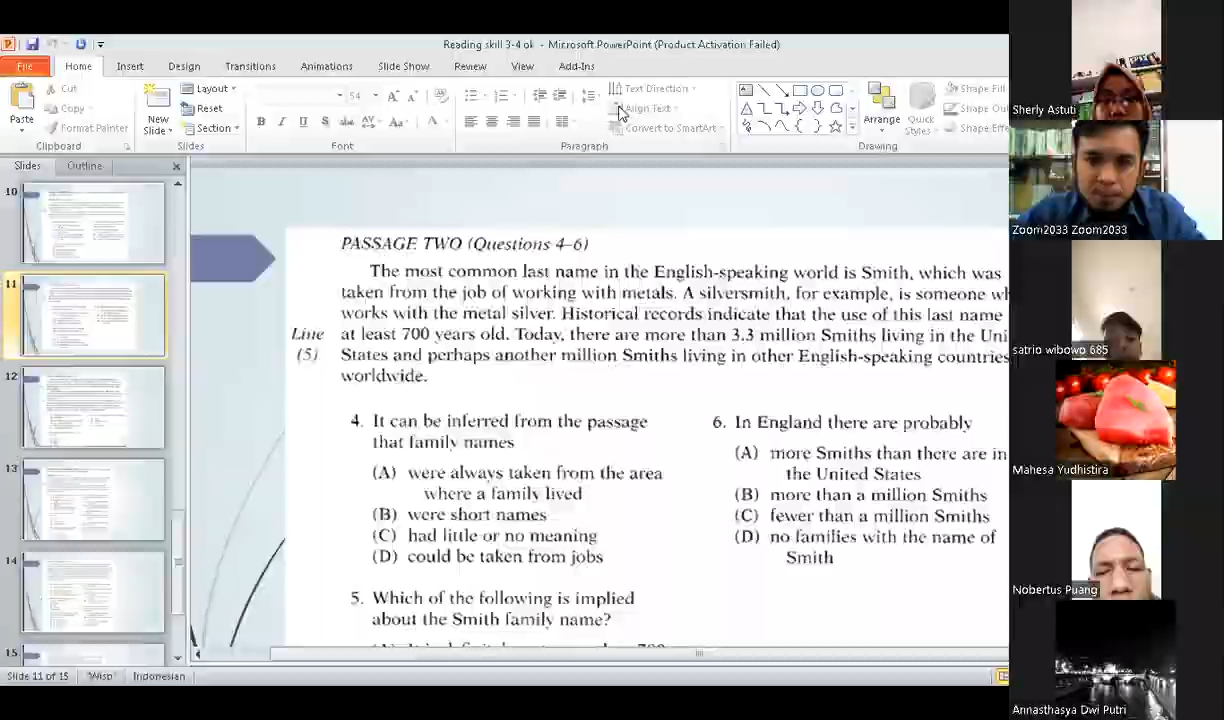 Reading skill 3-4 ok - Microsoft PowerPoint (Product Activation Failed)
File Home Insert Design Transitions Animations Slide Show Review View Add-Ins
Cut
Copy
Format Painter
Paste
Clipboard
New
Slide
Layout
Reset
Section
Slides
54
Font
Text Direction
Align Text
Convert to SmartArt
Paragraph
Arrange
Quick
Styles
Shape Fill
Shape
Shape
Drawing
Slides Outline
10
11
12
13
14
15
PASSAGE TWO (Questions 4–6)
The most common last name in the English-speaking world is Smith, which was
taken from the job of working with metals. A silversmith, for example, is someone
works with the metal silver. Historical records indicate that the use of this last name
Line at least 700 years old. Today, there are more than 3.3 million Smiths living in the Uni
(5) States and perhaps another million Smiths living in other English-speaking countries
worldwide.
4. It can be inferred from the passage
that family names
(A) were always taken from the area
where a family lived
(B) were short names
(C) had little or no meaning
(D) could be taken from jobs
5. Which of the following is implied
about the Smith family name?
6. In England there are probably
(A) more Smiths than there are in
the United States
(B) more than a million Smiths
(C) fewer than a million Smiths
(D) no families with the name of
Smith
Slide 11 of 15 "Wisp" Indonesian
Sherly Astuti
Zoom2033 Zoom2033
satrio wibowo 685
Mahesa Yudhistira
Nobertus Puang
Annasthasya Dwi Putri